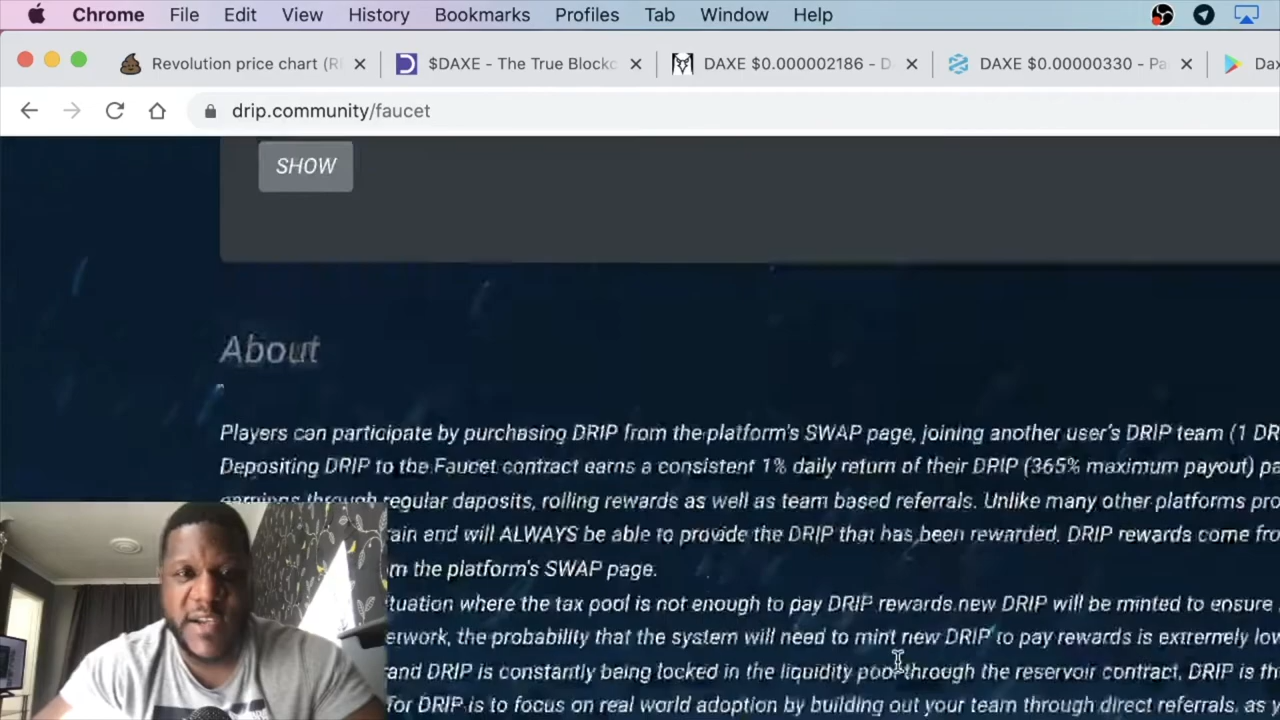 Chrome File Edit View History Bookmarks Profiles Tab Window Help
Revolution price chart (R $DAXE - The True Blockc DAXE $0.000002186 - D DAXE $0.00000330 - Pa Dax
drip.community/faucet
SHOW
About
Players can participate by purchasing DRIP from the platform's SWAP page, joining another user's DRIP team (1 DR
Depositing DRIP to the Faucet contract earns a consistent 1% daily return of their DRIP (365% maximum payout) pa
earnings through regular deposits, rolling rewards as well as team based referrals. Unlike many other platforms pro
ain and will ALWAYS be able to provide the DRIP that has been rewarded. DRIP rewards come fro
m the platform's SWAP page.
tuation where the tax pool is not enough to pay DRIP rewards new DRIP will be minted to ensure
etwork, the probability that the system will need to mint new DRIP to pay rewards is extremely low
and DRIP is constantly being locked in the liquidity pool through the reservoir contract, DRIP is th
for DRIP is to focus on real world adoption by building out your team through direct referrals. as y